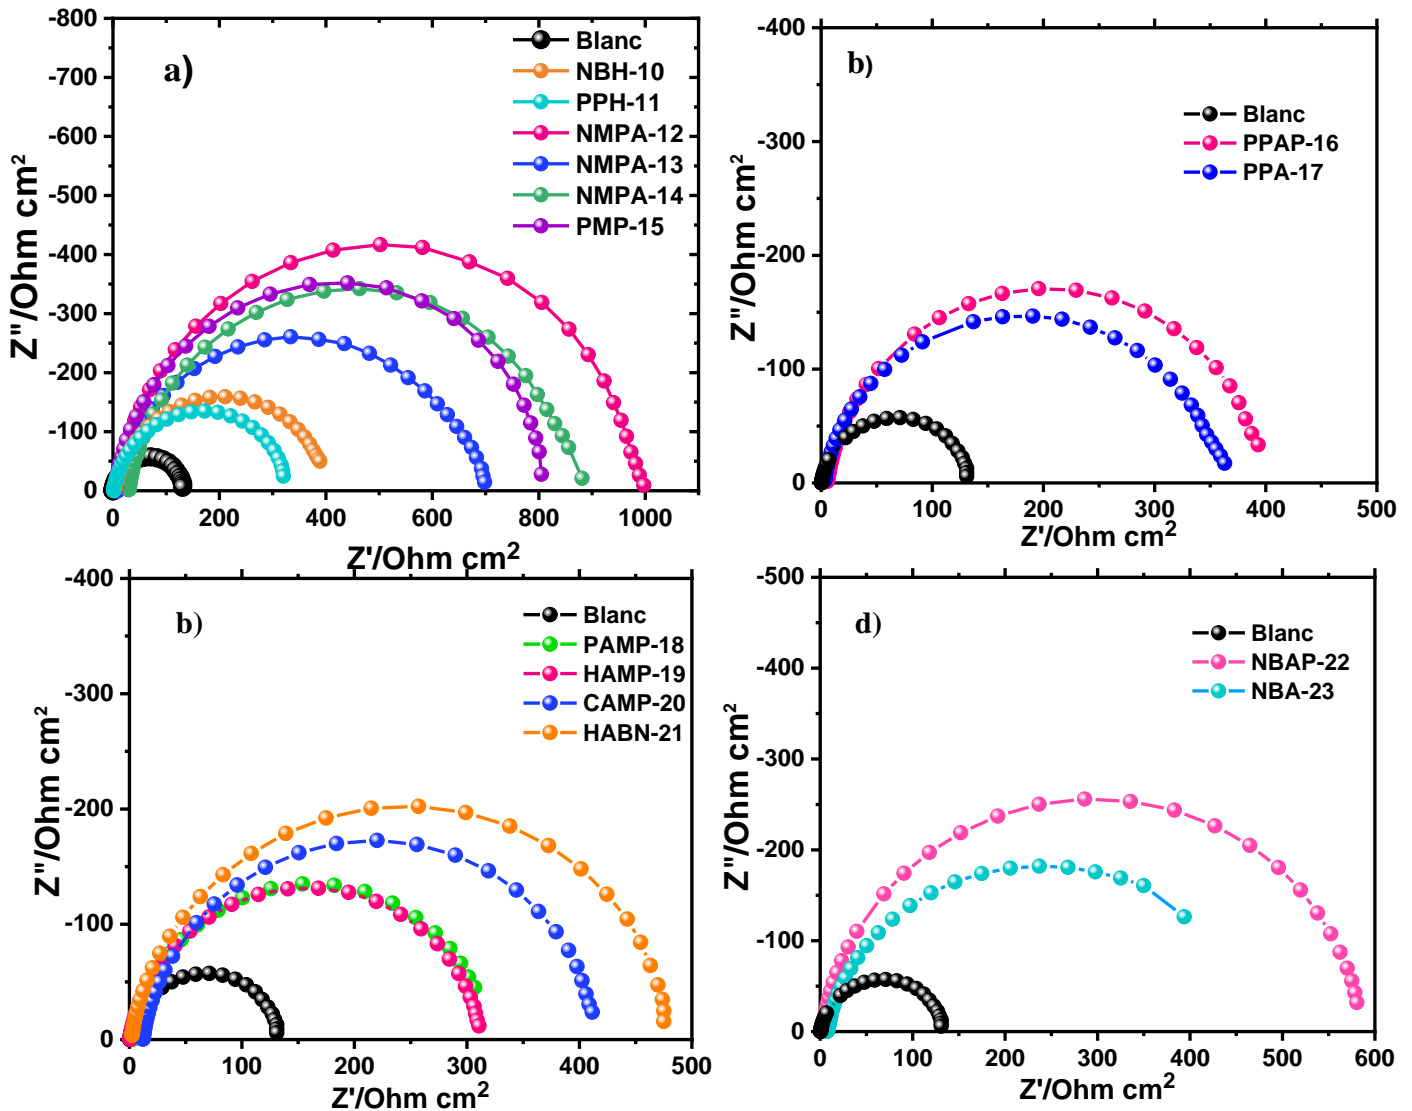 a)
Blanc
NBH-10
PPH-11
NMPA-12
NMPA-13
NMPA-14
PMP-15
-800
-700
-600
-500
-400
-300
-200
-100
0
Z"/Ohm cm²
0 200 400 600 800 1000
Z'/Ohm cm²
b)
Blanc
PPAP-16
PPA-17
-400
-300
-200
-100
0
Z"/Ohm cm²
0 100 200 300 400 500
Z'/Ohm cm²
b)
Blanc
PAMP-18
HAMP-19
CAMP-20
HABN-21
-400
-300
-200
-100
0
Z"/Ohm cm²
0 100 200 300 400 500
Z'/Ohm cm²
d)
Blanc
NBAP-22
NBA-23
-500
-400
-300
-200
-100
0
Z"/Ohm cm²
0 100 200 300 400 500 600
Z'/Ohm cm²